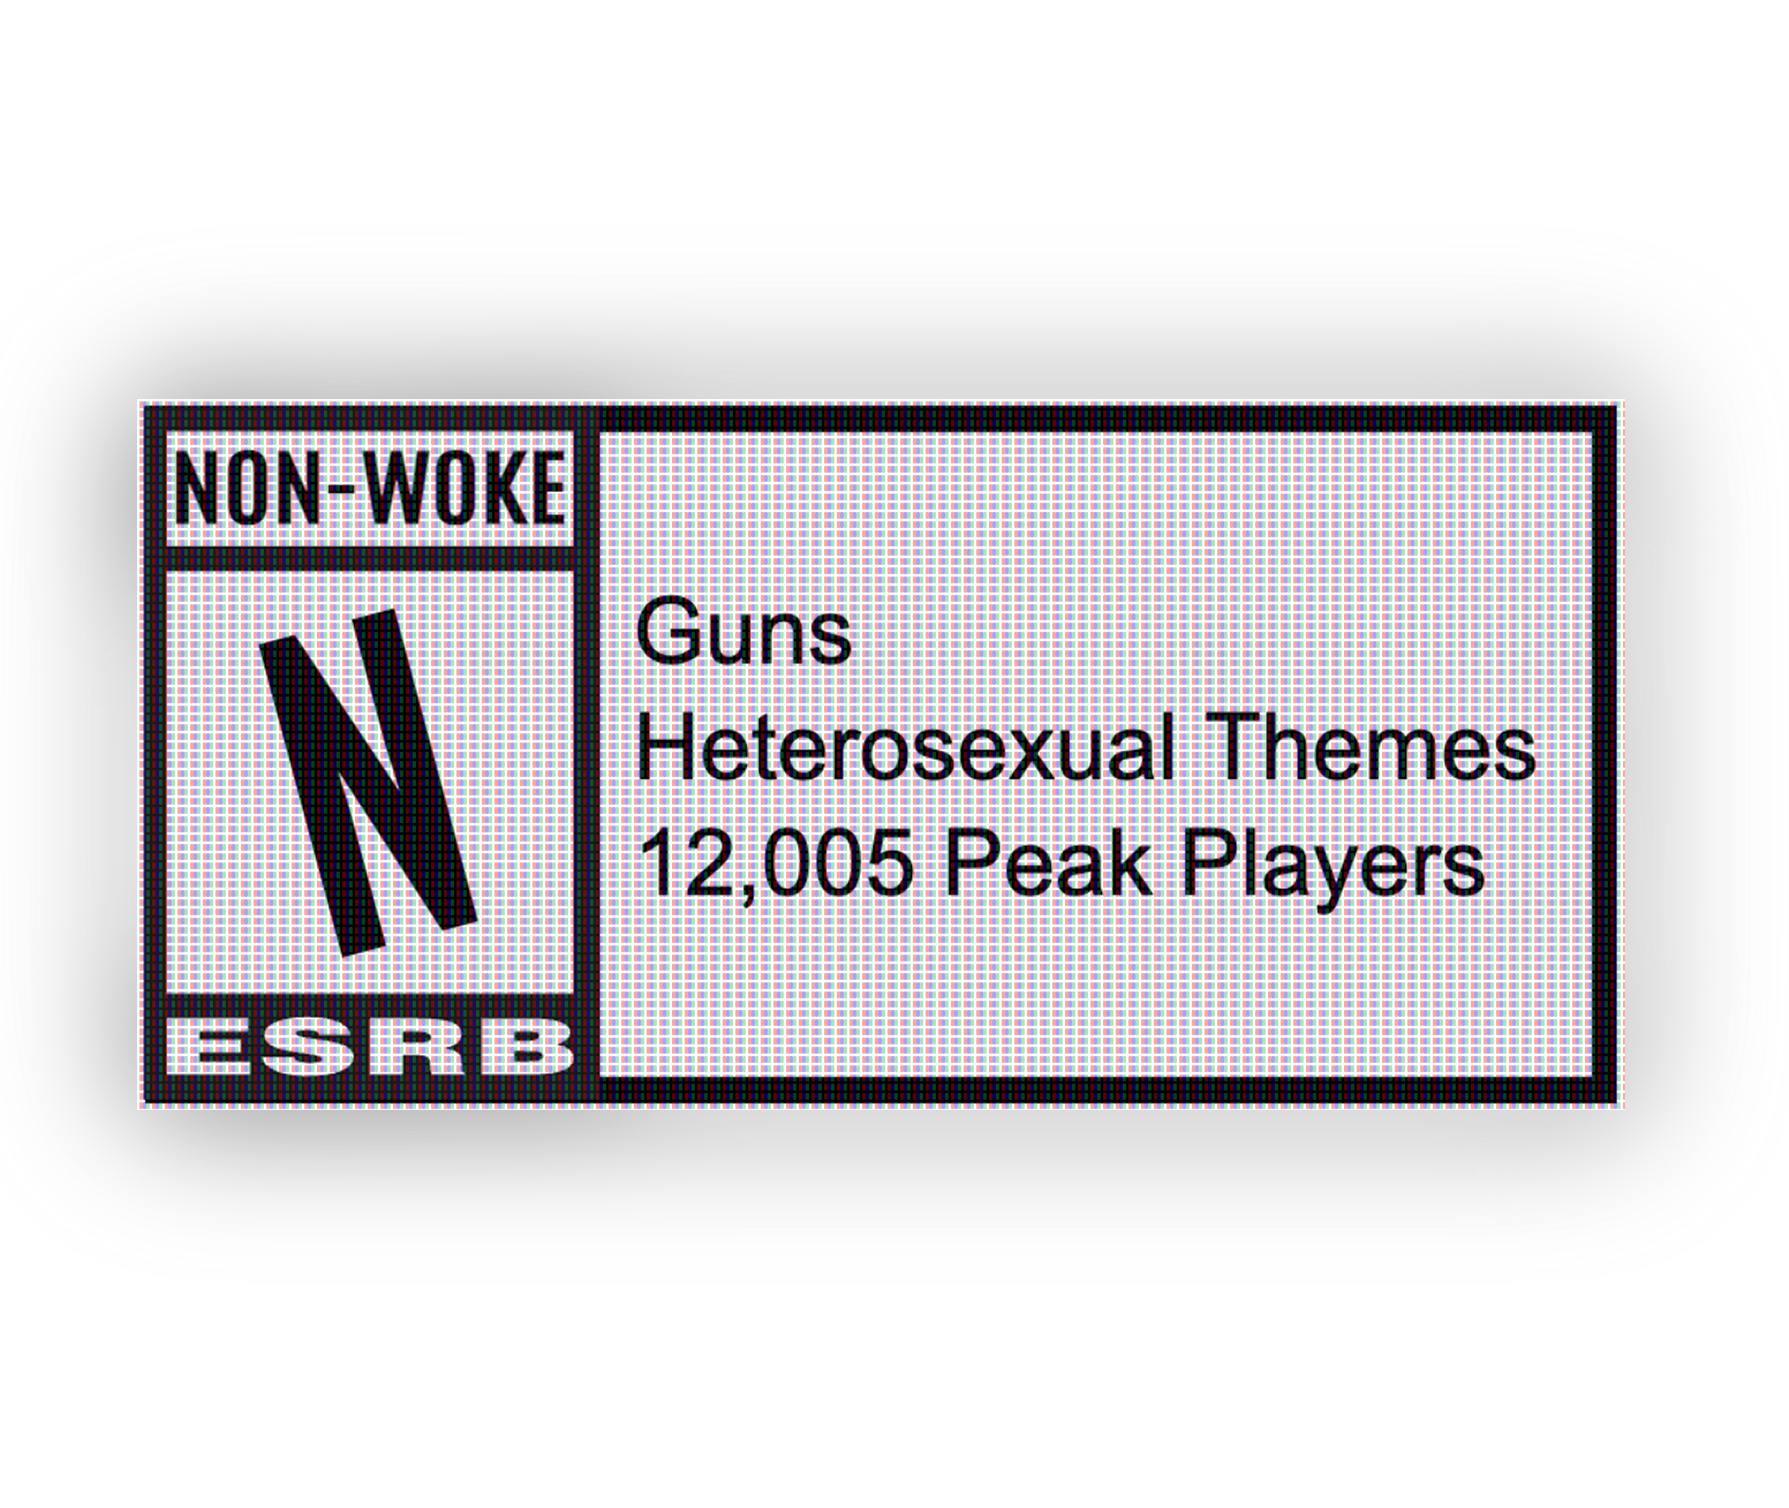 NON-WOKE
N
ESRB
Guns
Heterosexual Themes
12,005 Peak Players